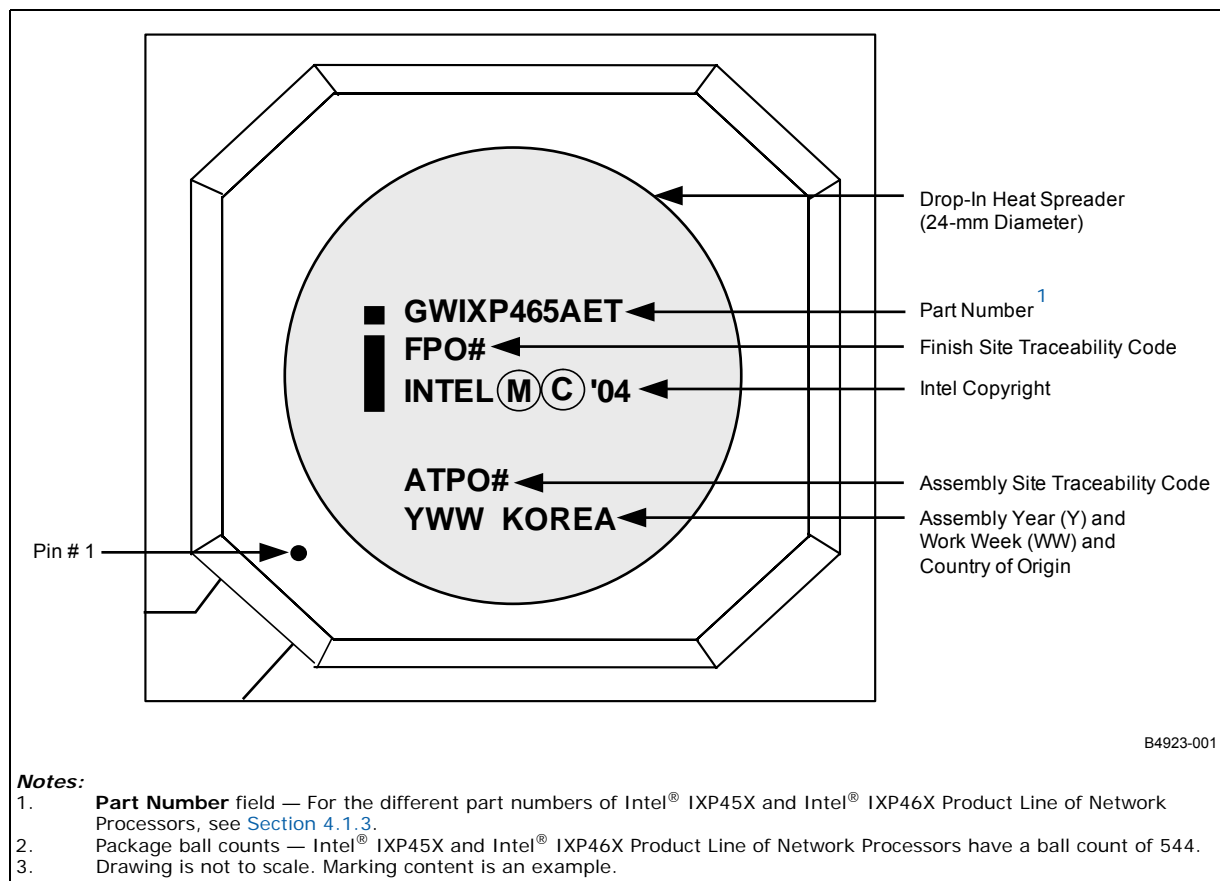 Drop-In Heat Spreader
(24-mm Diameter)
GWIXP465AET
Part Number 1
FPO#
Finish Site Traceability Code
INTEL M C '04
Intel Copyright
ATPO#
Assembly Site Traceability Code
YWW KOREA
Assembly Year (Y) and
Work Week (WW) and
Country of Origin
Pin # 1
B4923-001
Notes:
1. Part Number field — For the different part numbers of Intel® IXP45X and Intel® IXP46X Product Line of Network
Processors, see Section 4.1.3.
2. Package ball counts — Intel® IXP45X and Intel® IXP46X Product Line of Network Processors have a ball count of 544.
3. Drawing is not to scale. Marking content is an example.